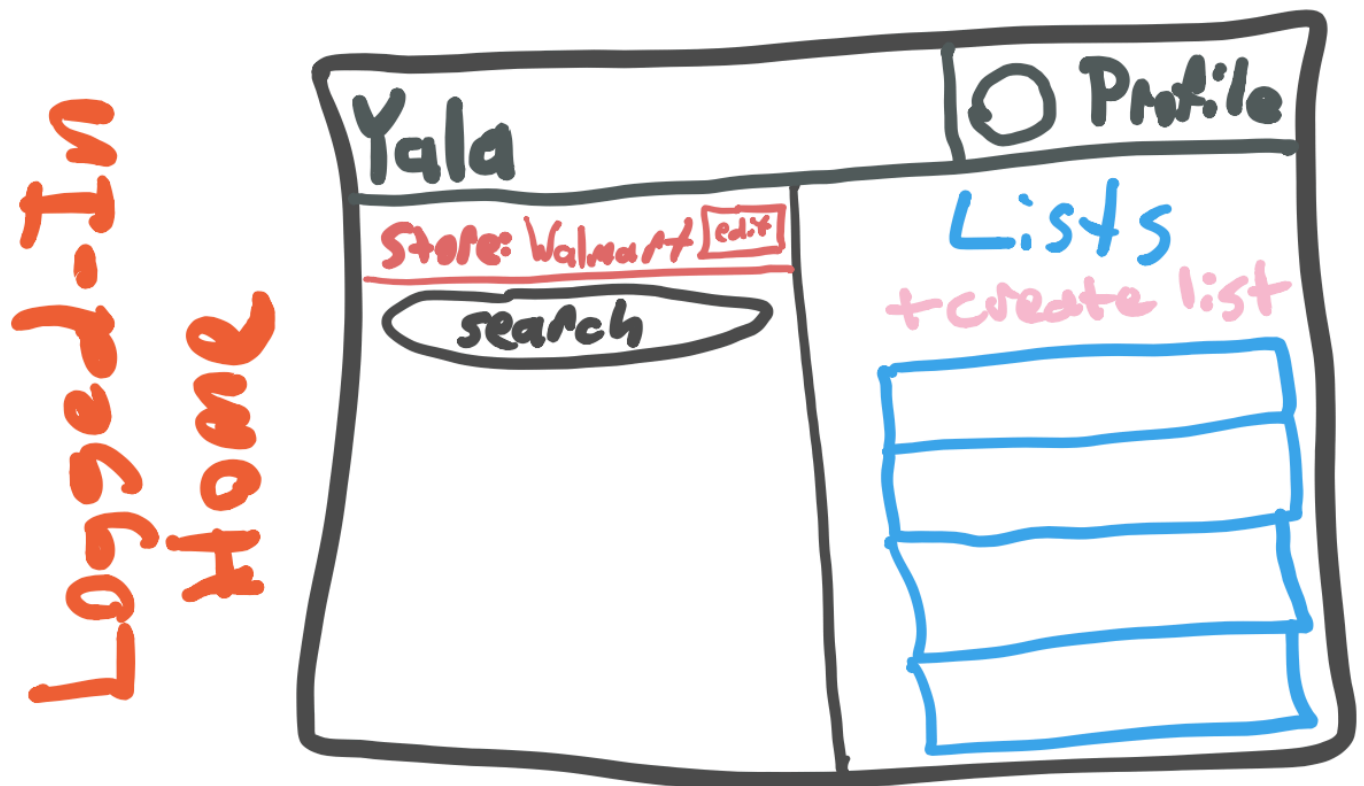 Logged-In
Home
Yala
Profile
Store: Walmart edit
search
Lists
+create list